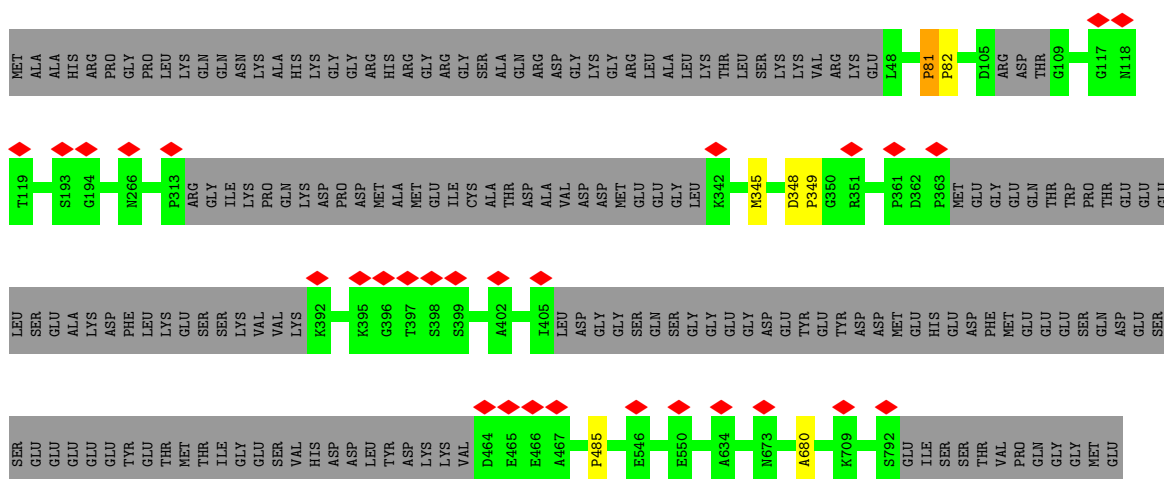 MET ALA ALA HIS ARG PRO GLY PRO LEU LYS GLN GLN ASN LYS ALA HIS LYS GLY GLY ARG HIS ARG GLY ARG GLY SER ALA GLN ARG ASP GLY LYS GLY ARG LEU ALA LEU LYS THR LEU SER LYS LYS VAL ARG LYS GLU L48 P81 P82 D105 ARG ASP THR G109 G117 N118
T119 S193 G194 N266 P313 ARG GLY ILE LYS PRO GLN LYS ASP PRO ASP MET ALA MET GLU ILE CYS ALA THR ASP ALA VAL ASP ASP MET GLU GLU GLY LEU K342 M345 D348 P349 G350 R351 P361 D362 P363 MET GLU GLY GLU GLN THR TRP PRO THR GLU GLU GLU
LEU SER GLU ALA LYS ASP PHE LEU LYS GLU SER SER LYS VAL VAL LYS K392 K395 G396 T397 S398 S399 A402 I405 LEU ASP GLY GLY SER GLN SER GLY GLY GLU GLY ASP GLU TYR GLU TYR ASP ASP MET GLU HIS GLU ASP PHE MET GLU GLU GLU SER GLN ASP GLU SER
SER GLU GLU GLU GLU GLU TYR GLU THR MET THR ILE GLY GLU SER VAL HIS ASP ASP LEU TYR ASP LYS LYS VAL D464 E465 E466 A467 P485 E546 E550 A634 N673 A680 K709 S792 GLU ILE SER SER THR VAL PRO GLN GLY GLY MET GLU